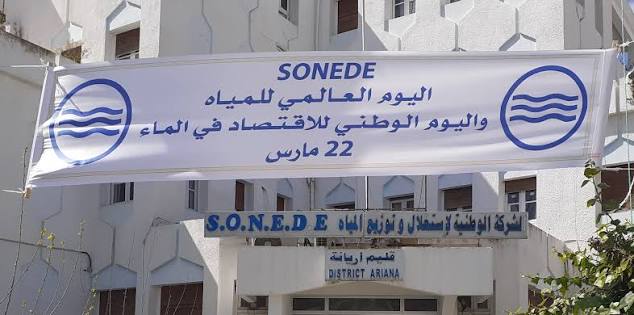 SONEDE
اليوم العالمي للمياه
واليوم الوطني للاقتصاد في الماء
22 مارس
S.O.N.E.D.E الشركة الوطنية لإستغلال و توزيع المياه
إقليم أريانة
DISTRICT ARIANA